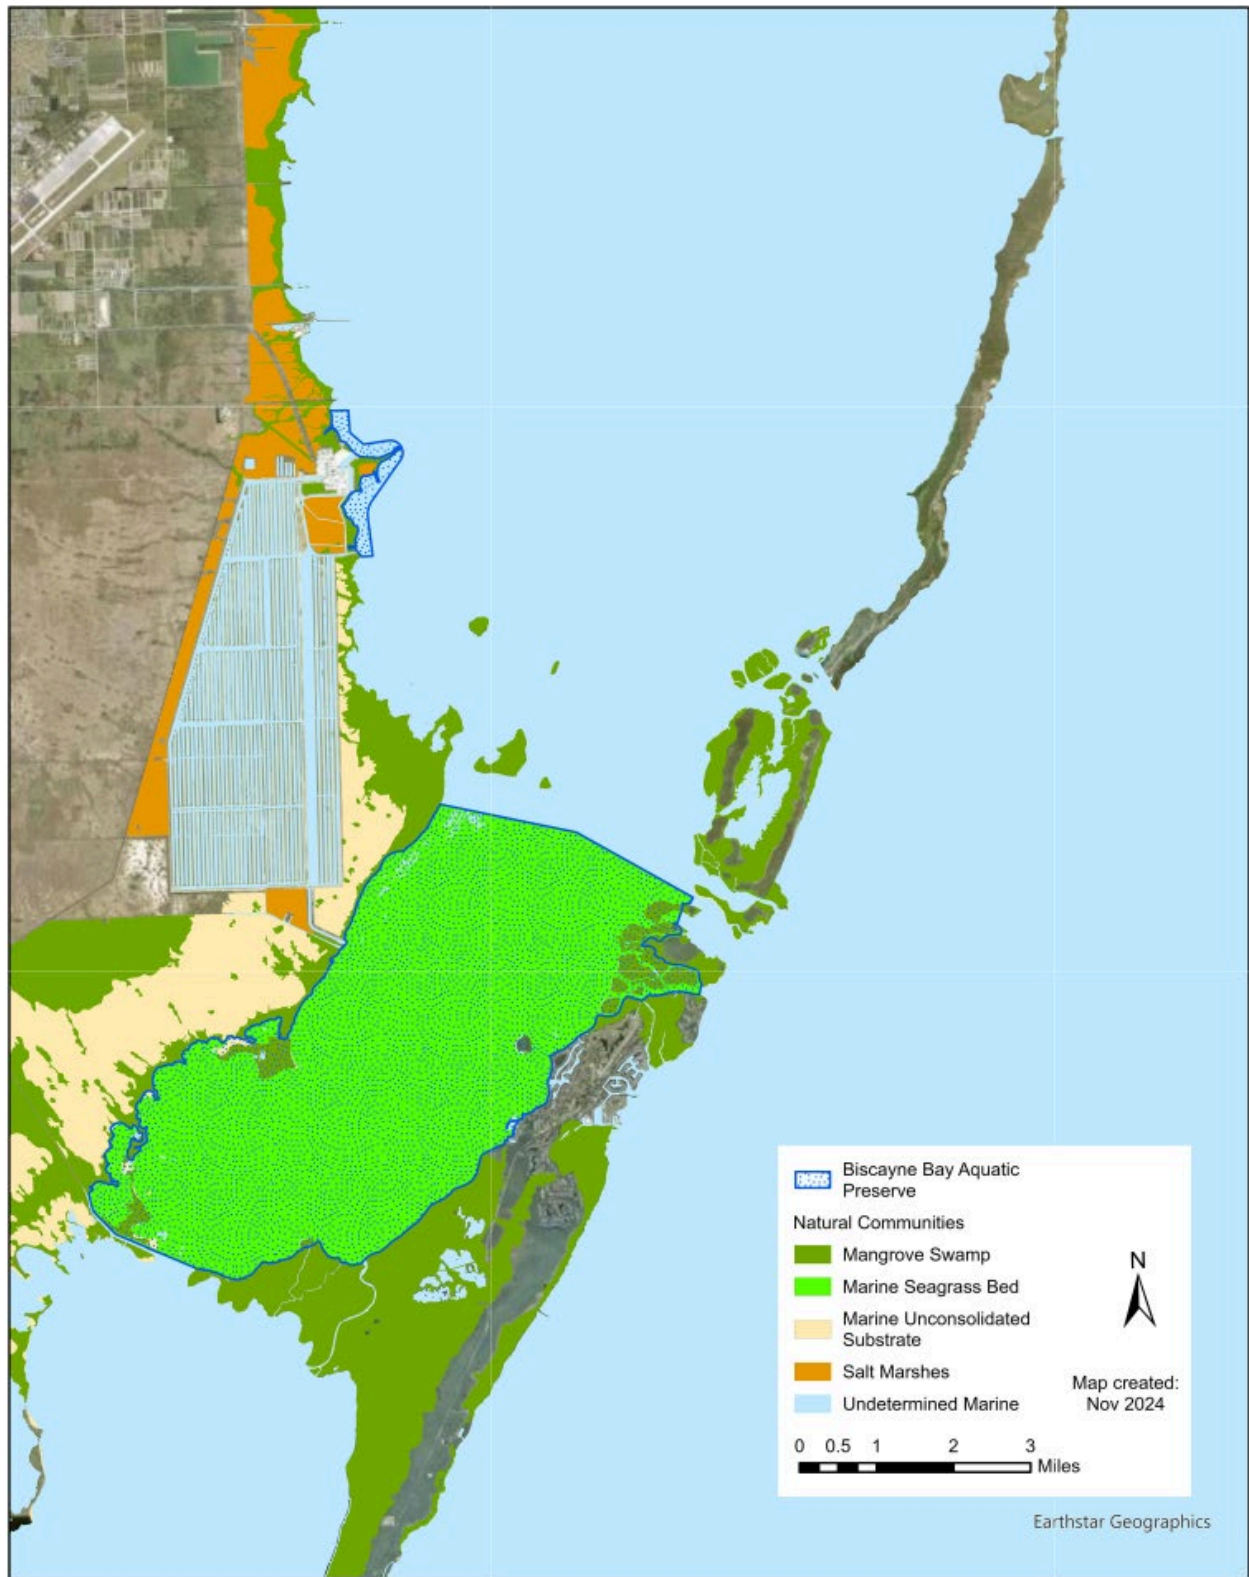 Biscayne Bay Aquatic
Preserve
Natural Communities
Mangrove Swamp
Marine Seagrass Bed
Marine Unconsolidated
Substrate
Salt Marshes
Undetermined Marine
N
Map created:
Nov 2024
0 0.5 1 2 3
Miles
Earthstar Geographics